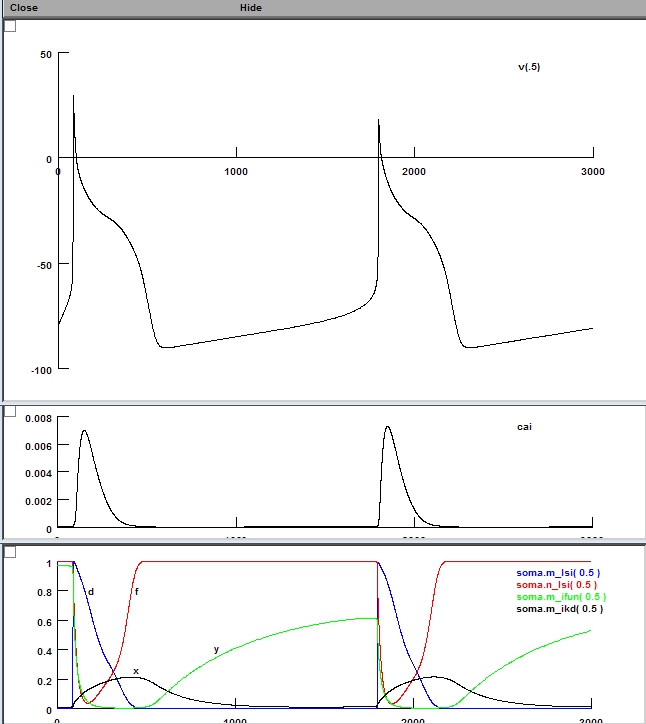 Close Hide
50
v(.5)
0
0 1000 2000 3000
-50
-100
0.008
cai
0.006
0.004
0.002
0
1
soma.m_lsi( 0.5 )
soma.n_lsi( 0.5 )
0.8 d f
soma.m_ifun( 0.5 )
soma.m_ikd( 0.5 )
0.6
y
0.4
x
0.2
0
0 1000 2000 3000